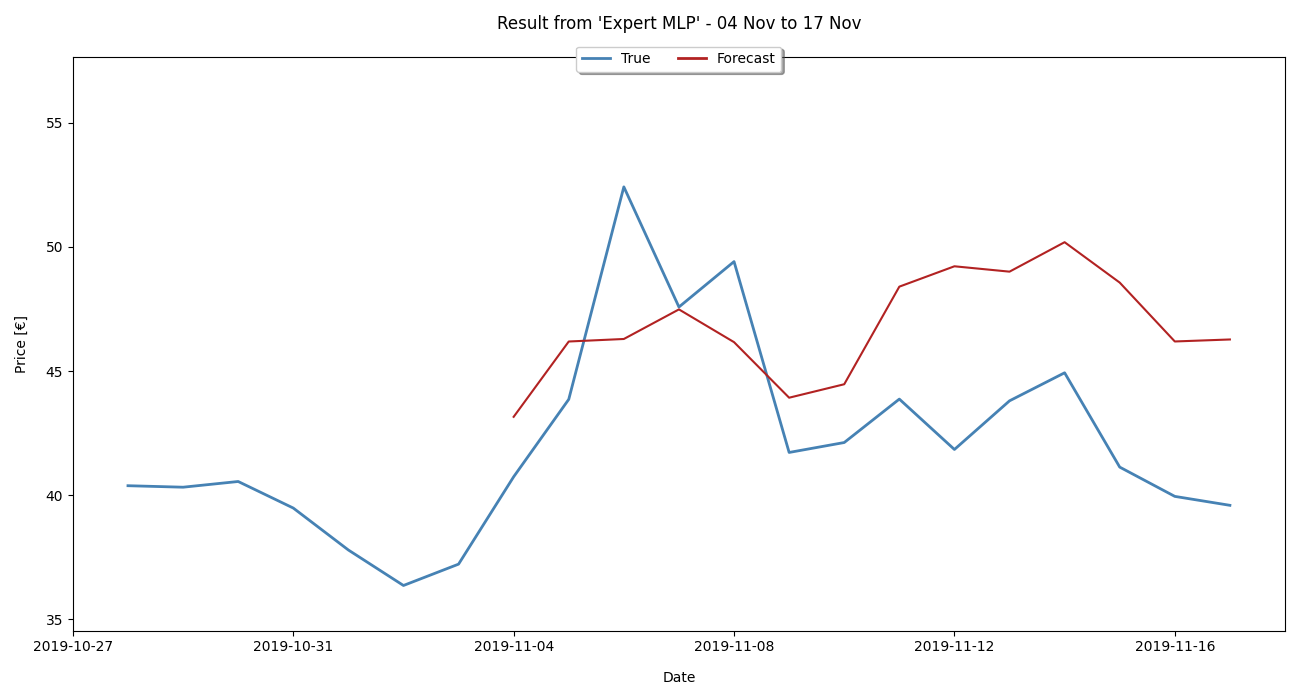 Result from 'Expert MLP' - 04 Nov to 17 Nov
True Forecast
Price [€]
55
50
45
40
35
2019-10-27 2019-10-31 2019-11-04 2019-11-08 2019-11-12 2019-11-16
Date